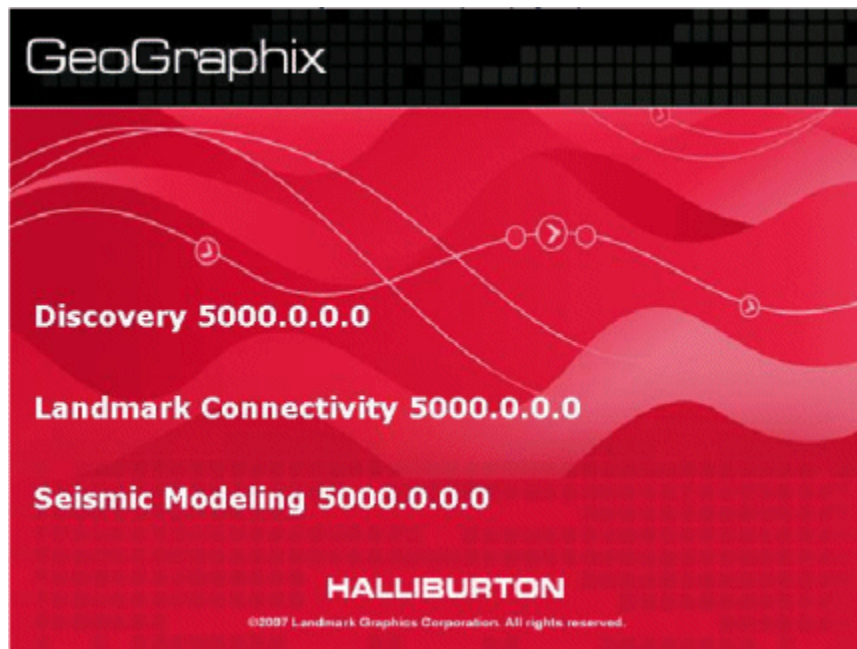 GeoGraphix
Discovery 5000.0.0.0
Landmark Connectivity 5000.0.0.0
Seismic Modeling 5000.0.0.0
HALLIBURTON
©2007 Landmark Graphics Corporation. All rights reserved.